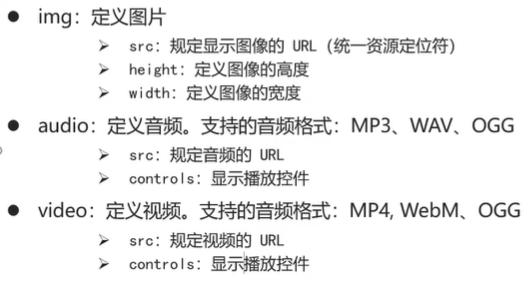 ● img：定义图片
➢ src：规定显示图像的 URL（统一资源定位符）
➢ height：定义图像的高度
➢ width：定义图像的宽度
● audio：定义音频。支持的音频格式：MP3、WAV、OGG
➢ src：规定音频的 URL
➢ controls：显示播放控件
● video：定义视频。支持的音频格式：MP4, WebM、OGG
➢ src：规定视频的 URL
➢ controls：显示播放控件